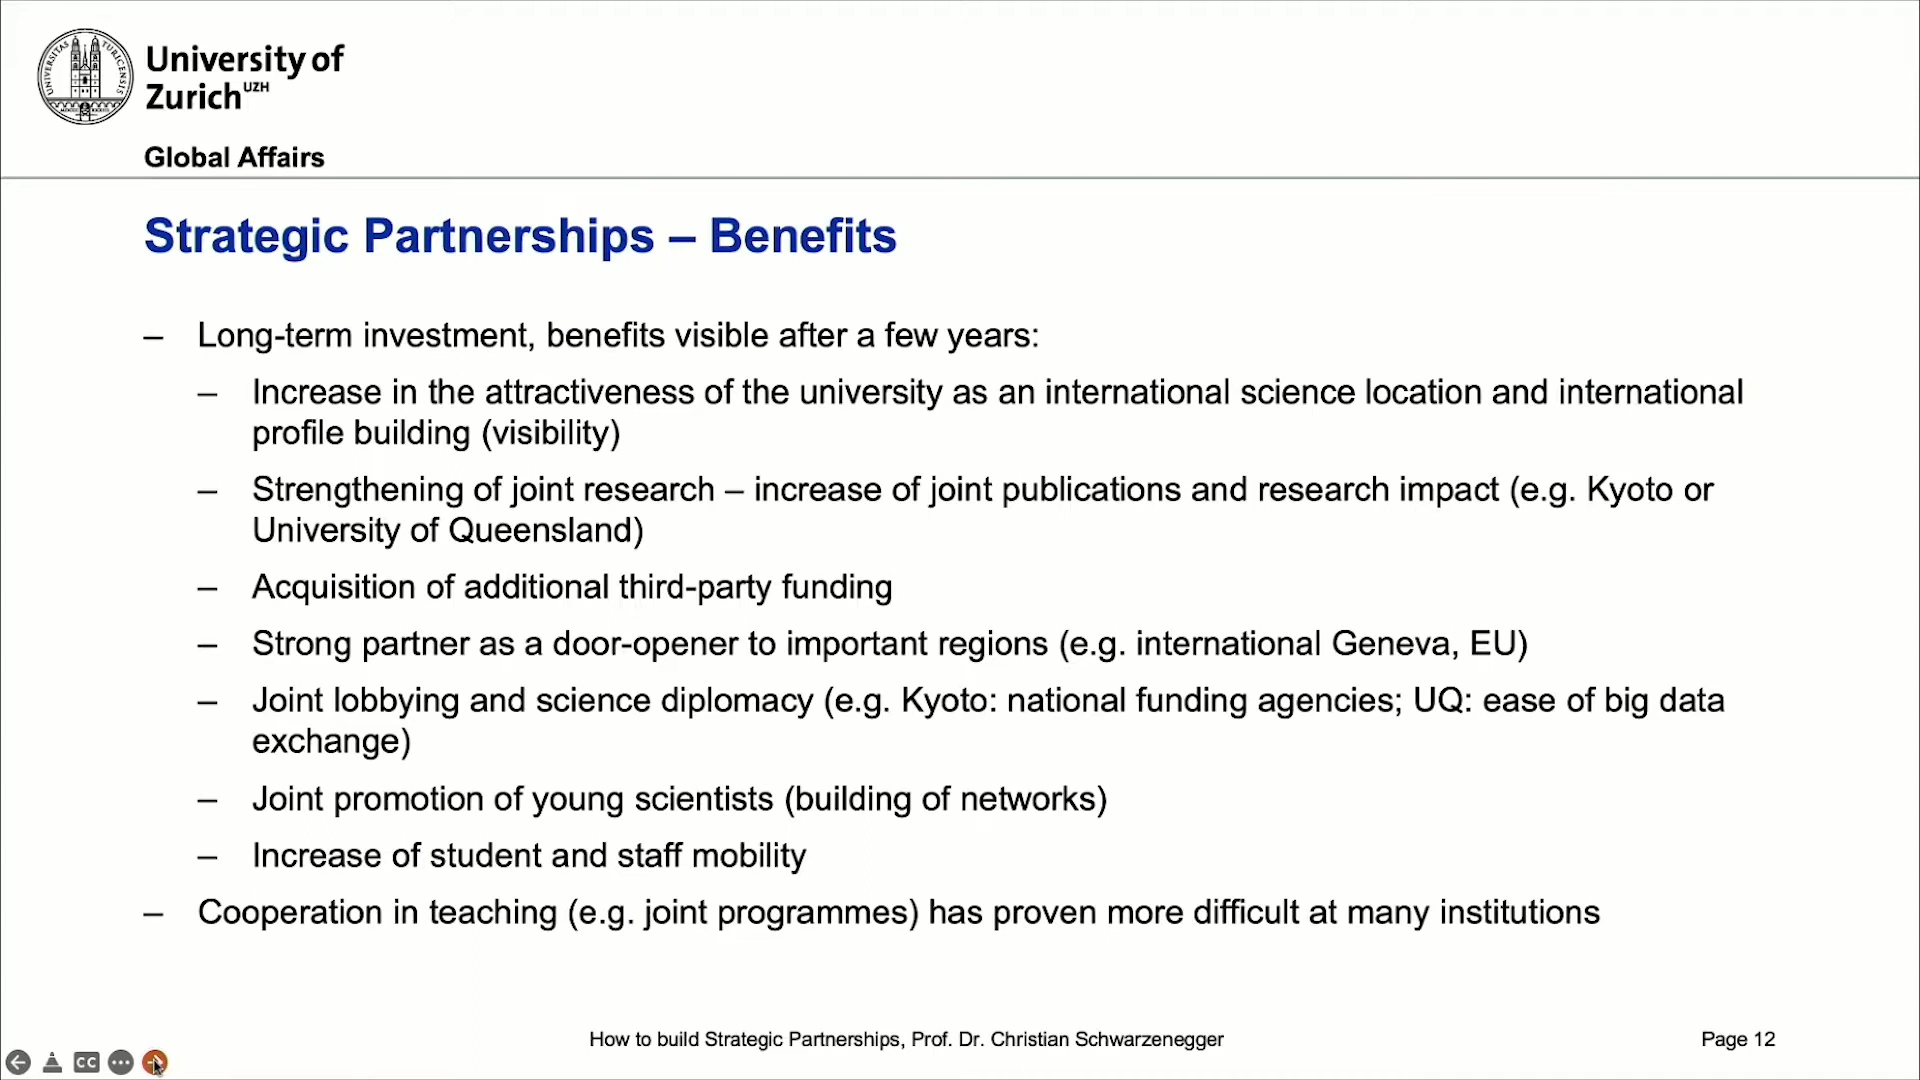 University of
Zurich UZH
Global Affairs
Strategic Partnerships – Benefits
– Long-term investment, benefits visible after a few years:
– Increase in the attractiveness of the university as an international science location and international
profile building (visibility)
– Strengthening of joint research – increase of joint publications and research impact (e.g. Kyoto or
University of Queensland)
– Acquisition of additional third-party funding
– Strong partner as a door-opener to important regions (e.g. international Geneva, EU)
– Joint lobbying and science diplomacy (e.g. Kyoto: national funding agencies; UQ: ease of big data
exchange)
– Joint promotion of young scientists (building of networks)
– Increase of student and staff mobility
– Cooperation in teaching (e.g. joint programmes) has proven more difficult at many institutions
How to build Strategic Partnerships, Prof. Dr. Christian Schwarzenegger
Page 12
CC